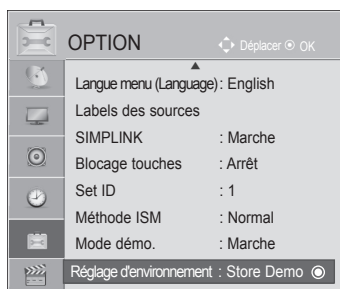 OPTION Déplacer OK
Langue menu (Language) : English
Labels des sources
SIMPLINK : Marche
Blocage touches : Arrêt
Set ID : 1
Méthode ISM : Normal
Mode démo. : Marche
Réglage d'environnement : Store Demo